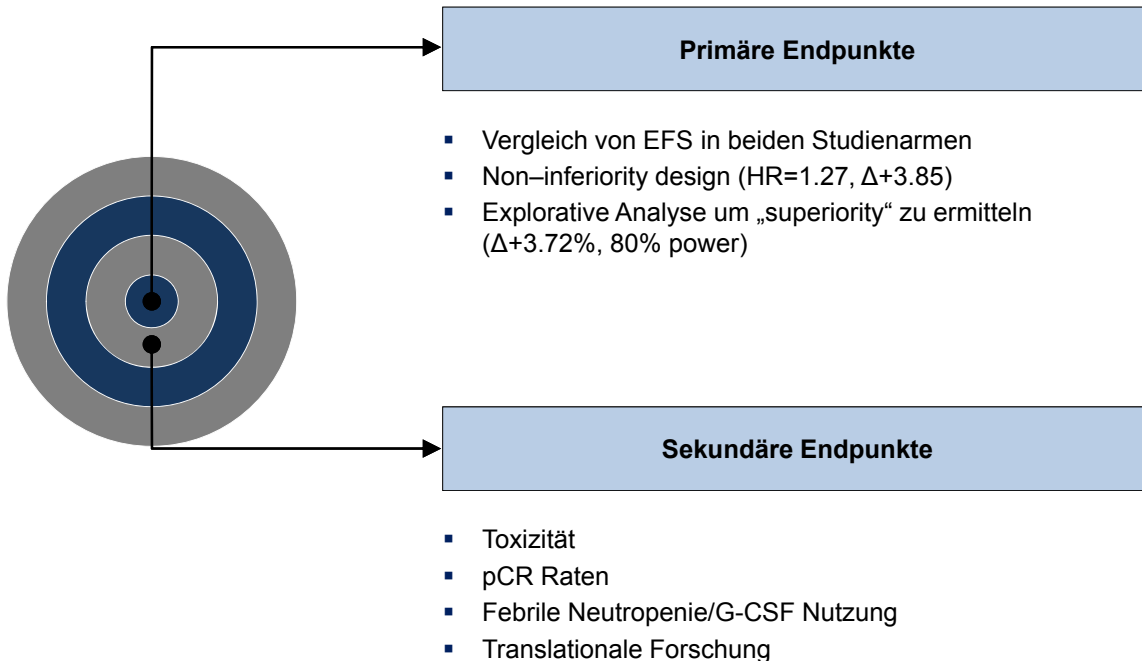 Primäre Endpunkte
▪ Vergleich von EFS in beiden Studienarmen
▪ Non–inferiority design (HR=1.27, Δ+3.85)
▪ Explorative Analyse um „superiority“ zu ermitteln
(Δ+3.72%, 80% power)
Sekundäre Endpunkte
▪ Toxizität
▪ pCR Raten
▪ Febrile Neutropenie/G-CSF Nutzung
▪ Translationale Forschung